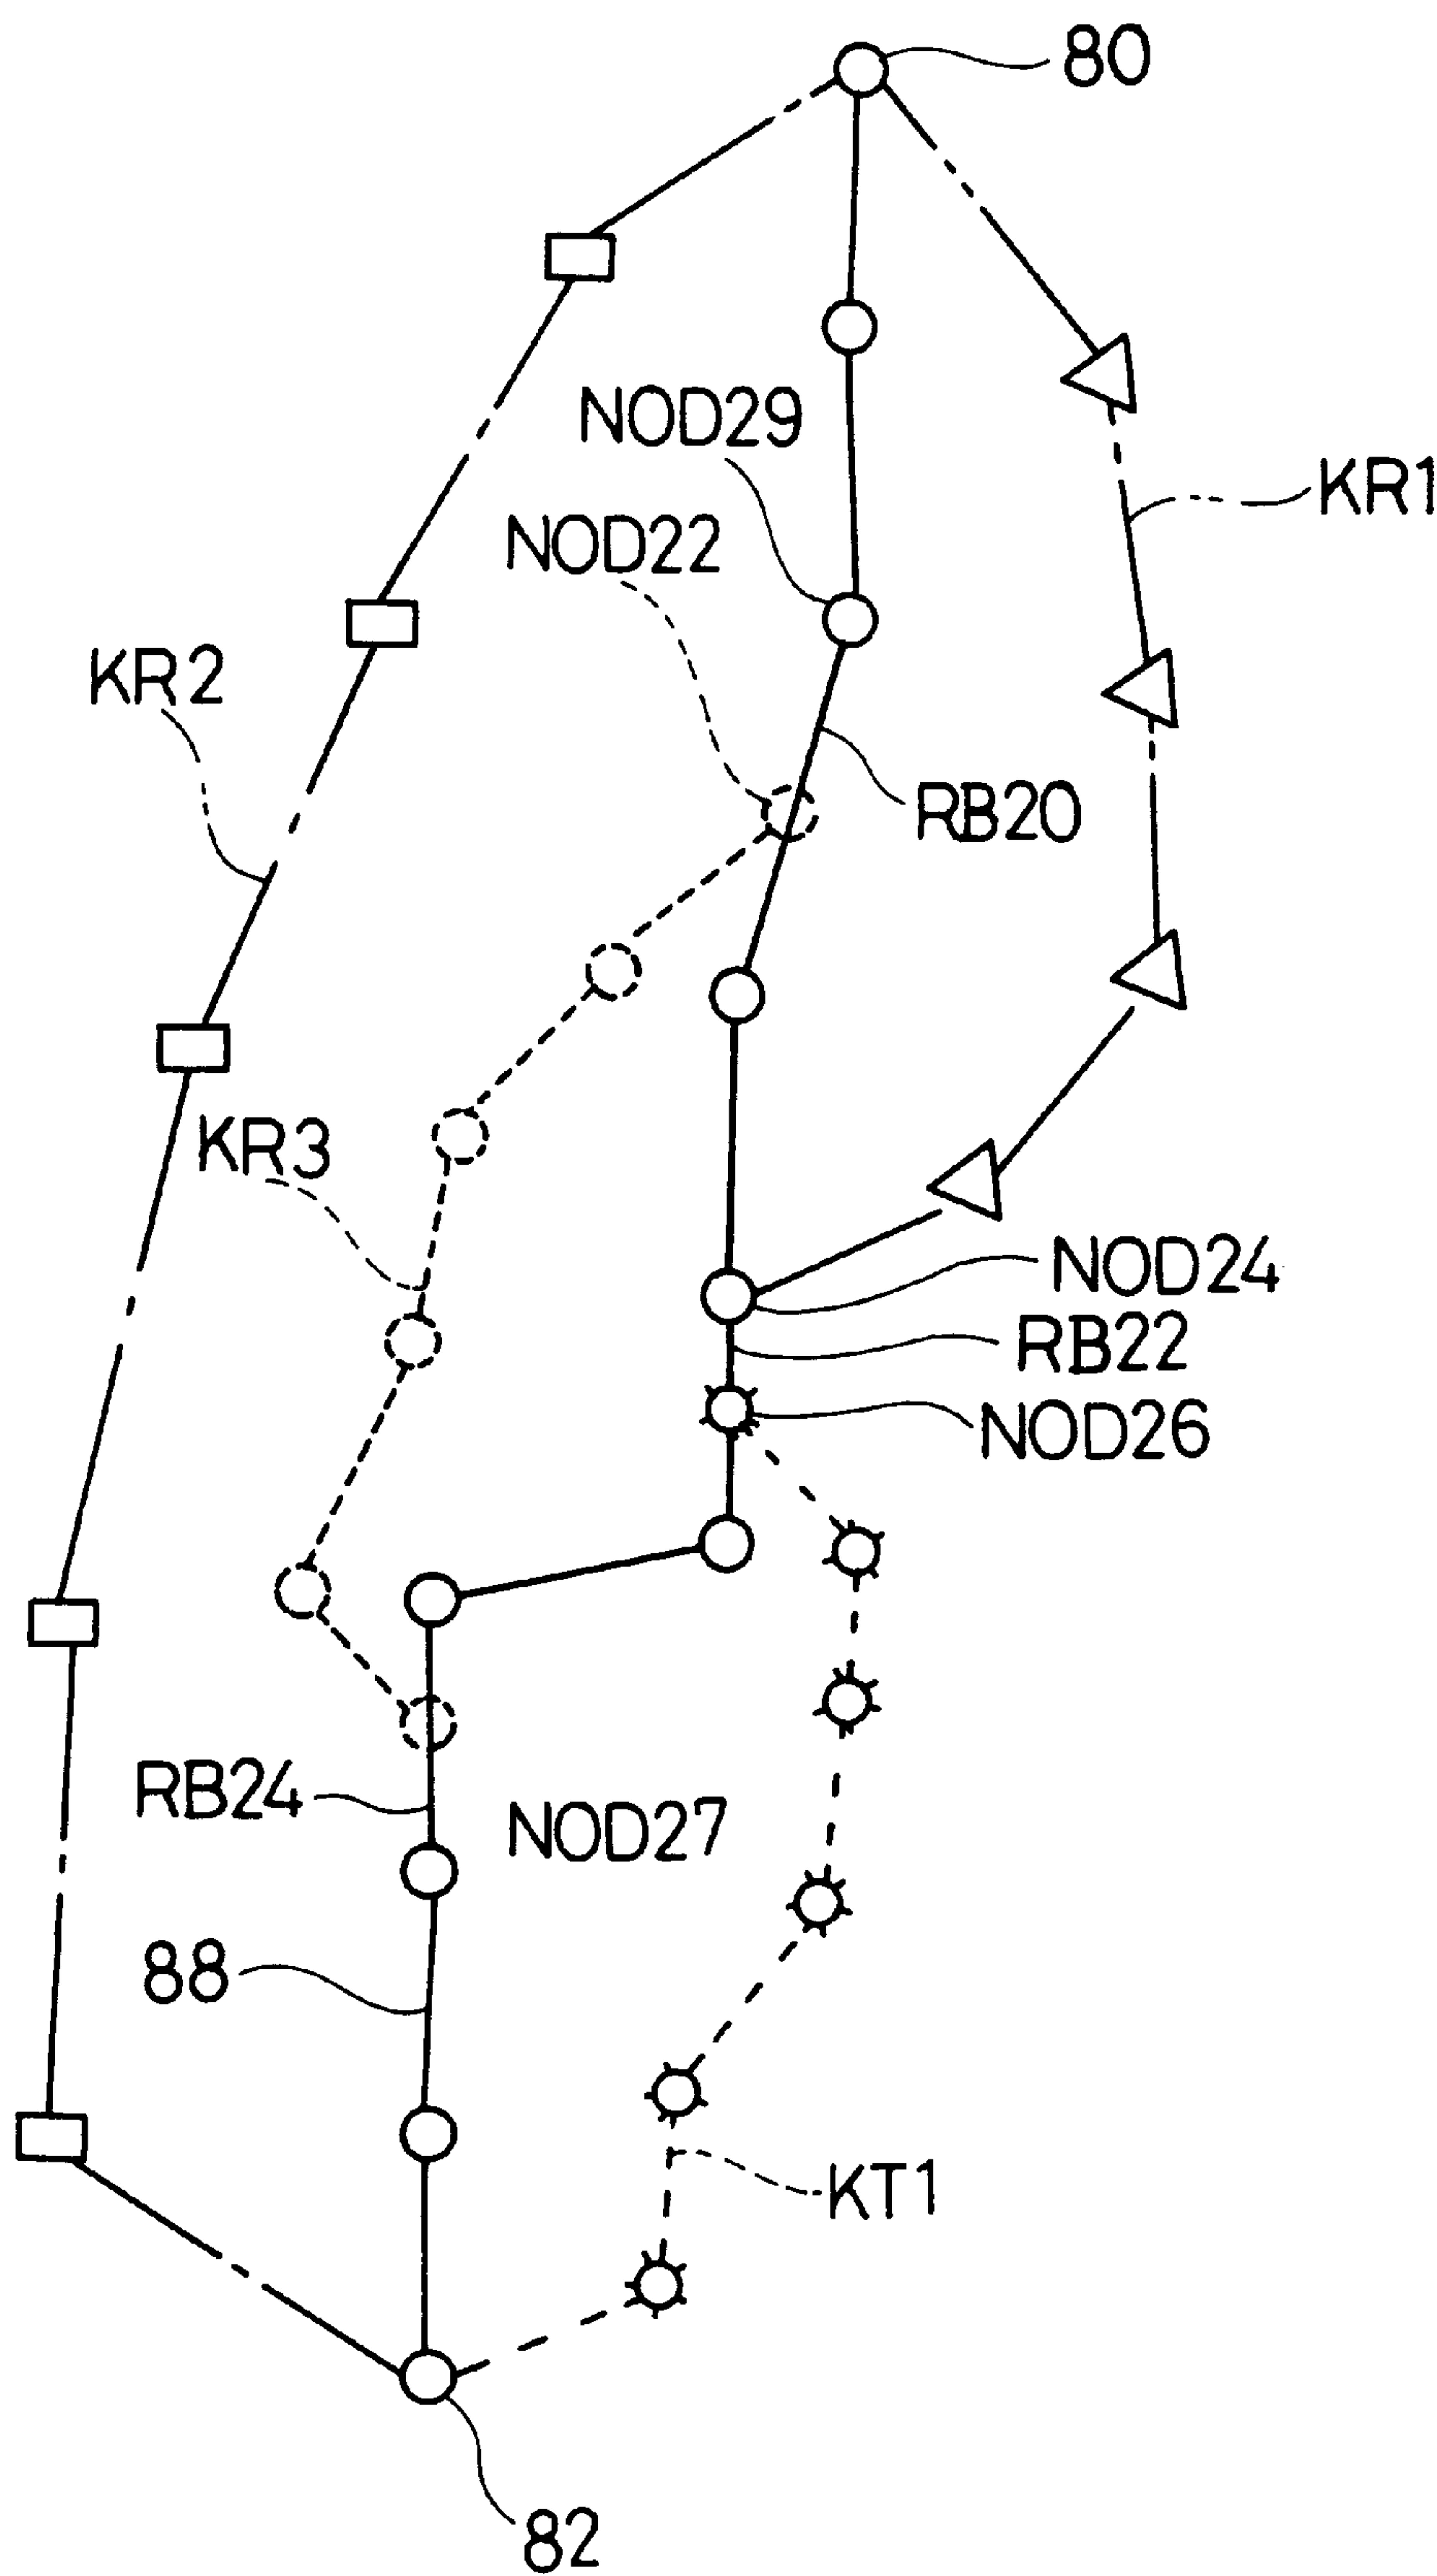 80
NOD29
KR1
NOD22
KR2
RB20
KR3
NOD24
RB22
NOD26
RB24
NOD27
88
KT1
82